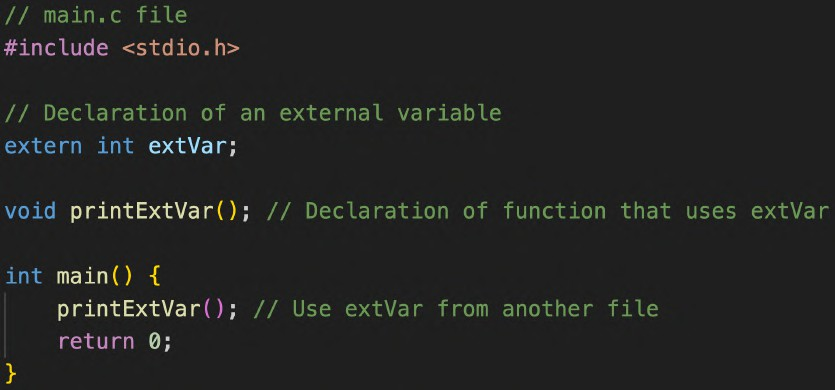 // main.c file
#include <stdio.h>
// Declaration of an external variable
extern int extVar;
void printExtVar(); // Declaration of function that uses extVar
int main() {
    printExtVar(); // Use extVar from another file
    return 0;
}